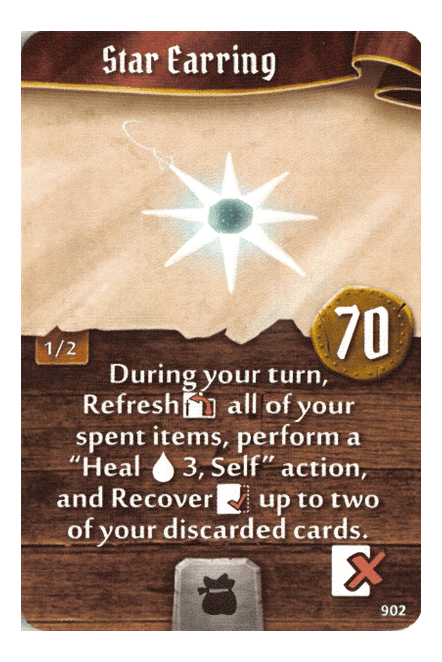 Star Earring
70
1/2
During your turn,
Refresh all of your
spent items, perform a
“Heal 3, Self” action,
and Recover up to two
of your discarded cards.
902